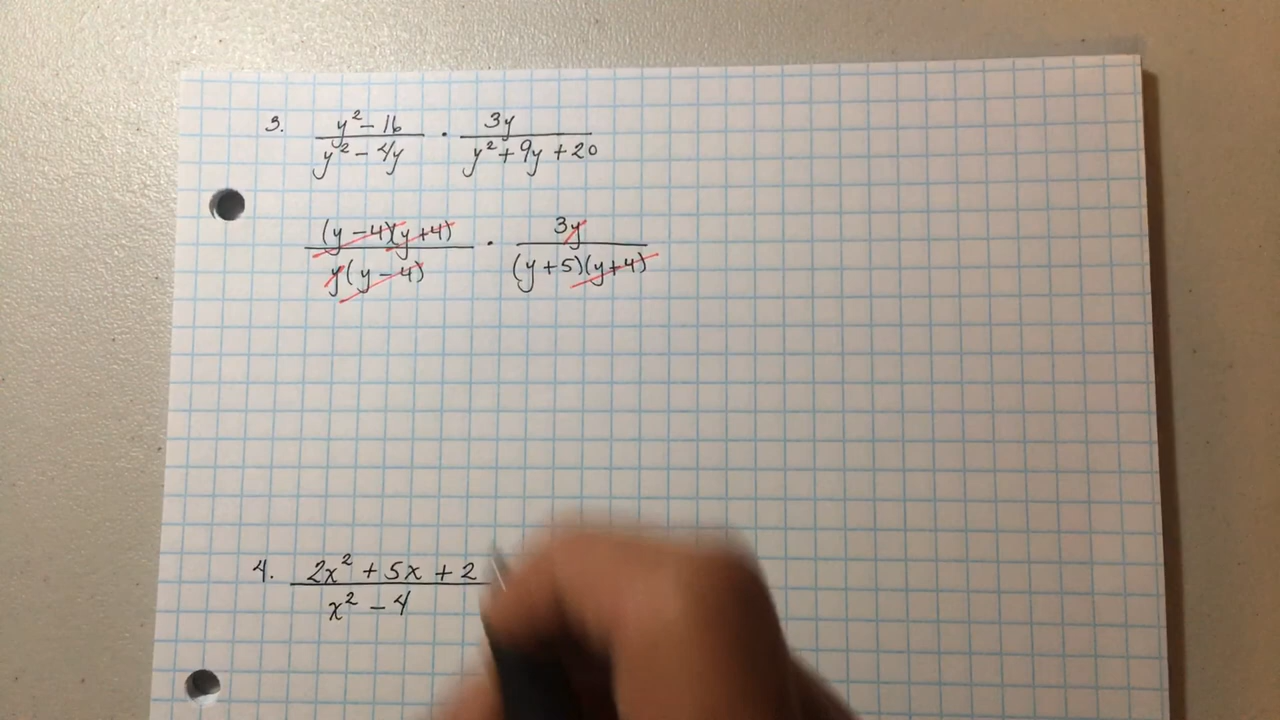 3. y² - 16 / y² - 4y · 3y / y² + 9y + 20
(y - 4)(y + 4) / y(y - 4) · 3y / (y + 5)(y + 4)
4. 2x² + 5x + 2 / x² - 4